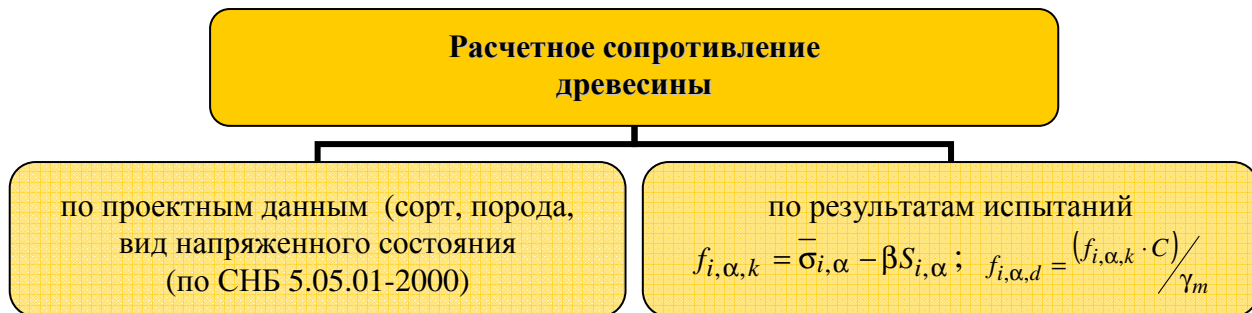 Расчетное сопротивление
древесины
по проектным данным (сорт, порода,
вид напряженного состояния
(по СНБ 5.05.01-2000)
по результатам испытаний
f_{i,α,k} = \overline{σ}_{i,α} − βS_{i,α} ; f_{i,α,d} = (f_{i,α,k} · C)/γ_m